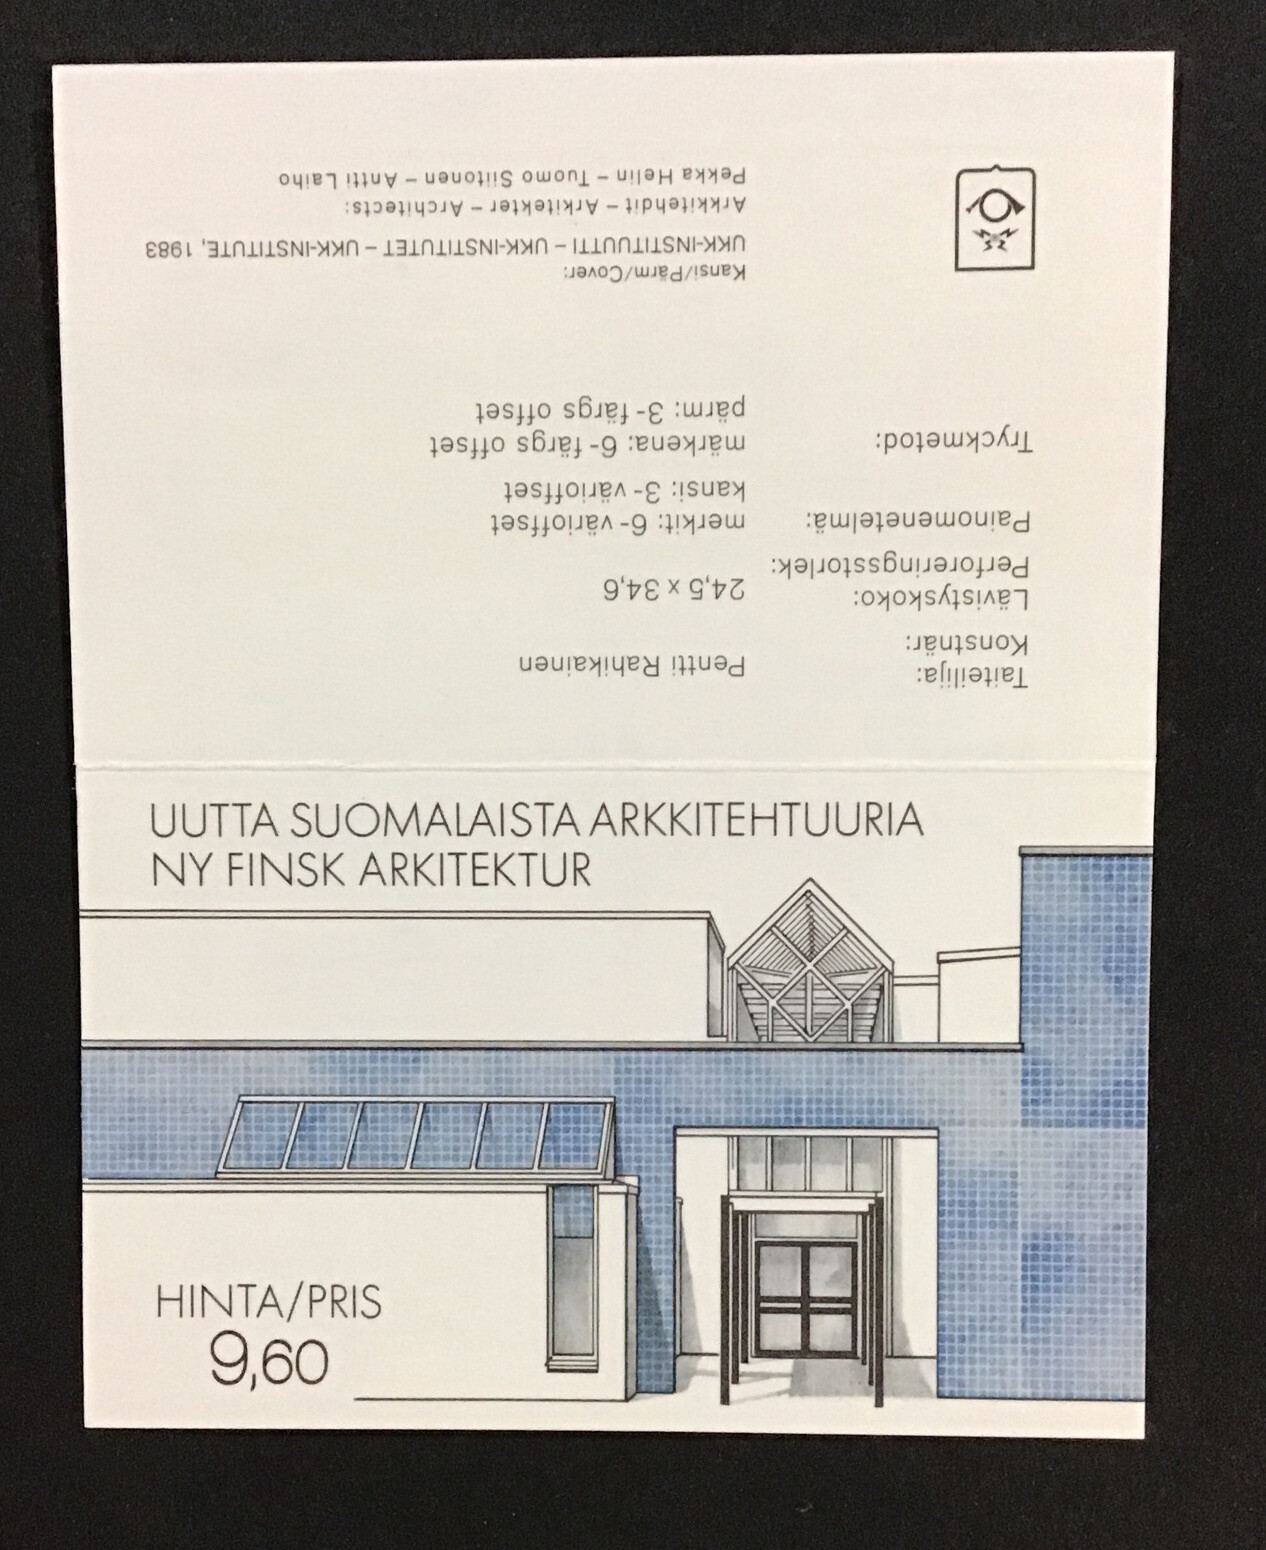 UUTTA SUOMALAISTA ARKKITEHTUURIA
NY FINSK ARKITEKTUR
HINTA/PRIS
9,60
Taiteilija:
Konstnär: Pentti Rahikainen
Lävistyskoko:
Perforeringsstorlek: 24,5 x 34,6
Painomenetelmä: merkit: 6-värioffset
kansi: 3-värioffset
Tryckmetod: märkena: 6-färgs offset
pärm: 3-färgs offset
Kansi/Pärm/Cover:
UKK-INSTITUUTTI – UKK-INSTITUTET – UKK-INSTITUTE, 1983
Arkkitehdit – Arkitekter – Architects:
Pekka Helin – Tuomo Siitonen – Antti Laiho